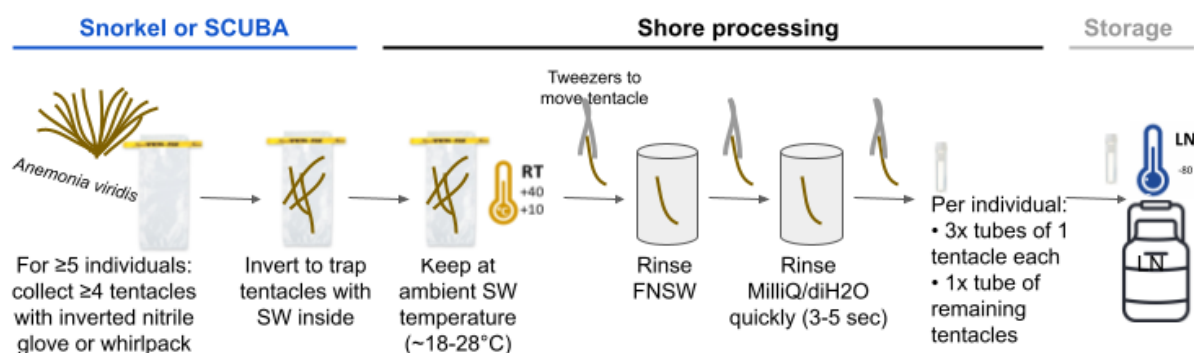 Snorkel or SCUBA
Shore processing
Storage
Tweezers to
move tentacle
Anemonia viridis
RT
+40
+10
LN
-80
For ≥5 individuals:
collect ≥4 tentacles
with inverted nitrile
glove or whirlpack
Invert to trap
tentacles with
SW inside
Keep at
ambient SW
temperature
(~18-28°C)
Rinse
FNSW
Rinse
MilliQ/diH2O
quickly (3-5 sec)
Per individual:
• 3x tubes of 1
tentacle each
• 1x tube of
remaining
tentacles
LN